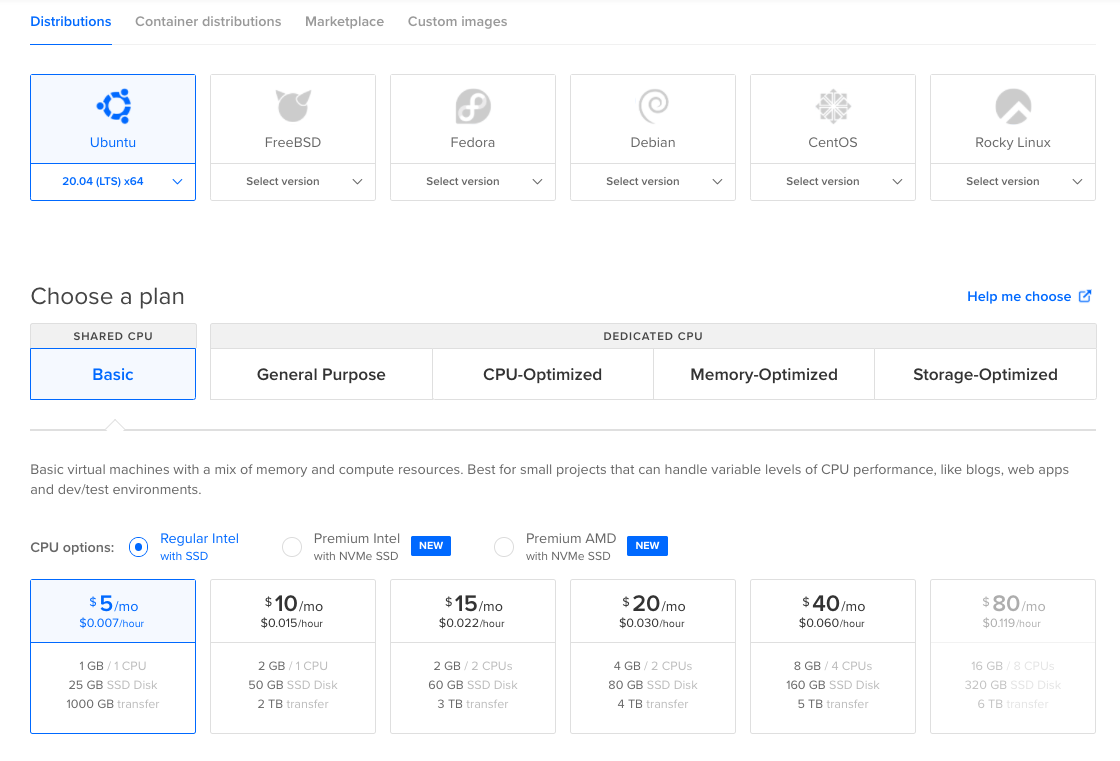 Distributions Container distributions Marketplace Custom images
Ubuntu FreeBSD Fedora Debian CentOS Rocky Linux
20.04 (LTS) x64 Select version Select version Select version Select version Select version
Choose a plan Help me choose
SHARED CPU DEDICATED CPU
Basic General Purpose CPU-Optimized Memory-Optimized Storage-Optimized
Basic virtual machines with a mix of memory and compute resources. Best for small projects that can handle variable levels of CPU performance, like blogs, web apps
and dev/test environments.
CPU options: Regular Intel with SSD Premium Intel with NVMe SSD NEW Premium AMD with NVMe SSD NEW
$5/mo $10/mo $15/mo $20/mo $40/mo $80/mo
$0.007/hour $0.015/hour $0.022/hour $0.030/hour $0.060/hour $0.119/hour
1 GB / 1 CPU 2 GB / 1 CPU 2 GB / 2 CPUs 4 GB / 2 CPUs 8 GB / 4 CPUs 16 GB / 8 CPUs
25 GB SSD Disk 50 GB SSD Disk 60 GB SSD Disk 80 GB SSD Disk 160 GB SSD Disk 320 GB SSD Disk
1000 GB transfer 2 TB transfer 3 TB transfer 4 TB transfer 5 TB transfer 6 TB transfer